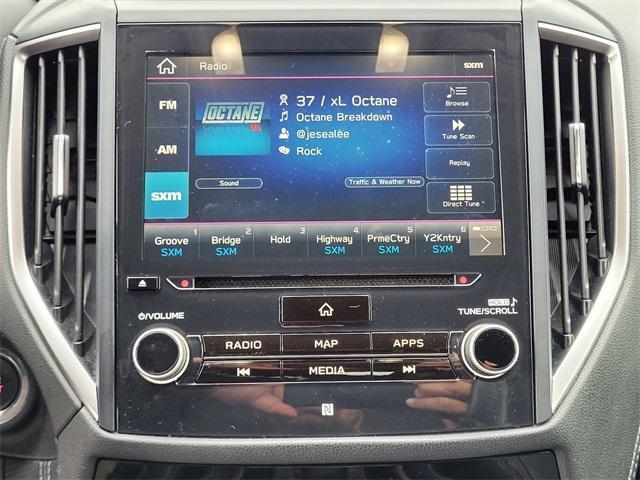 Radio
sxm
FM
AM
sxm
OCTANE
37 / xL Octane
Octane Breakdown
@jesealee
Rock
Browse
Tune Scan
Replay
Direct Tune
Sound
Traffic & Weather Now
1 2 3 4 5 6
Groove Bridge Hold Highway PrmeCtry Y2Kntry
SXM SXM SXM SXM SXM
VOLUME
HOLD
TUNE/SCROLL
RADIO MAP APPS
MEDIA